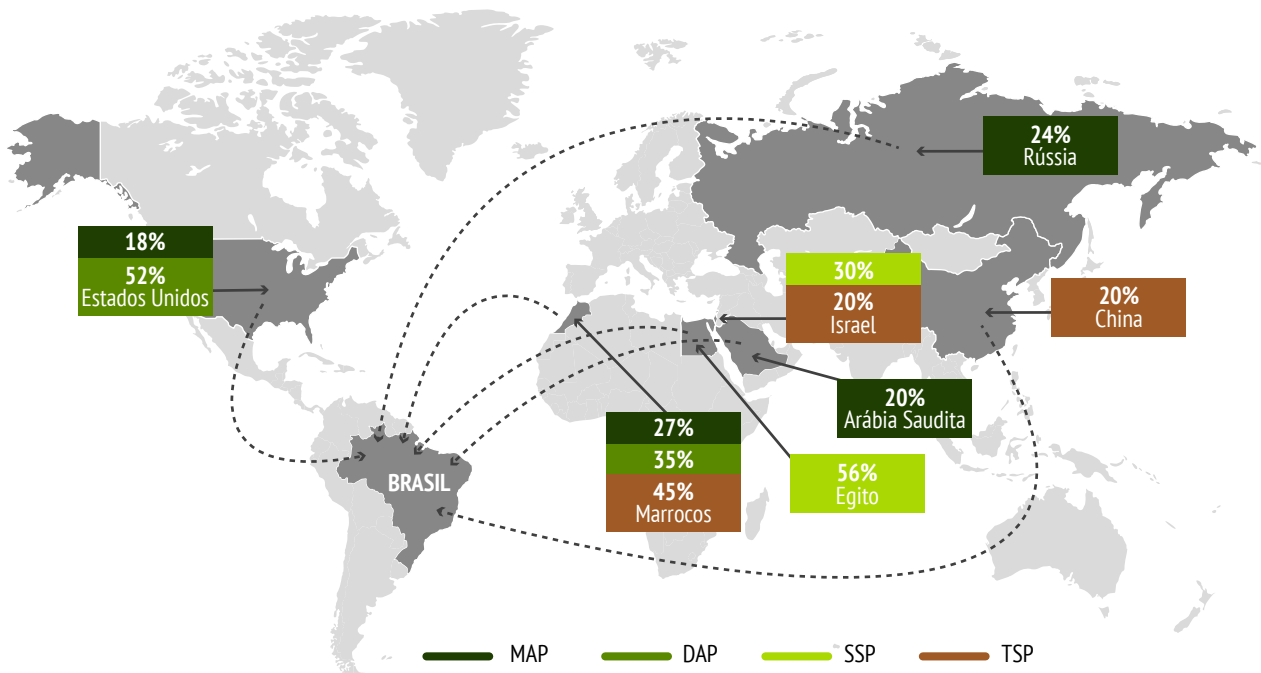 24%
Rússia
18%
52%
Estados Unidos
30%
20%
Israel
20%
China
20%
Arábia Saudita
27%
35%
45%
Marrocos
56%
Egito
BRASIL
MAP
DAP
SSP
TSP